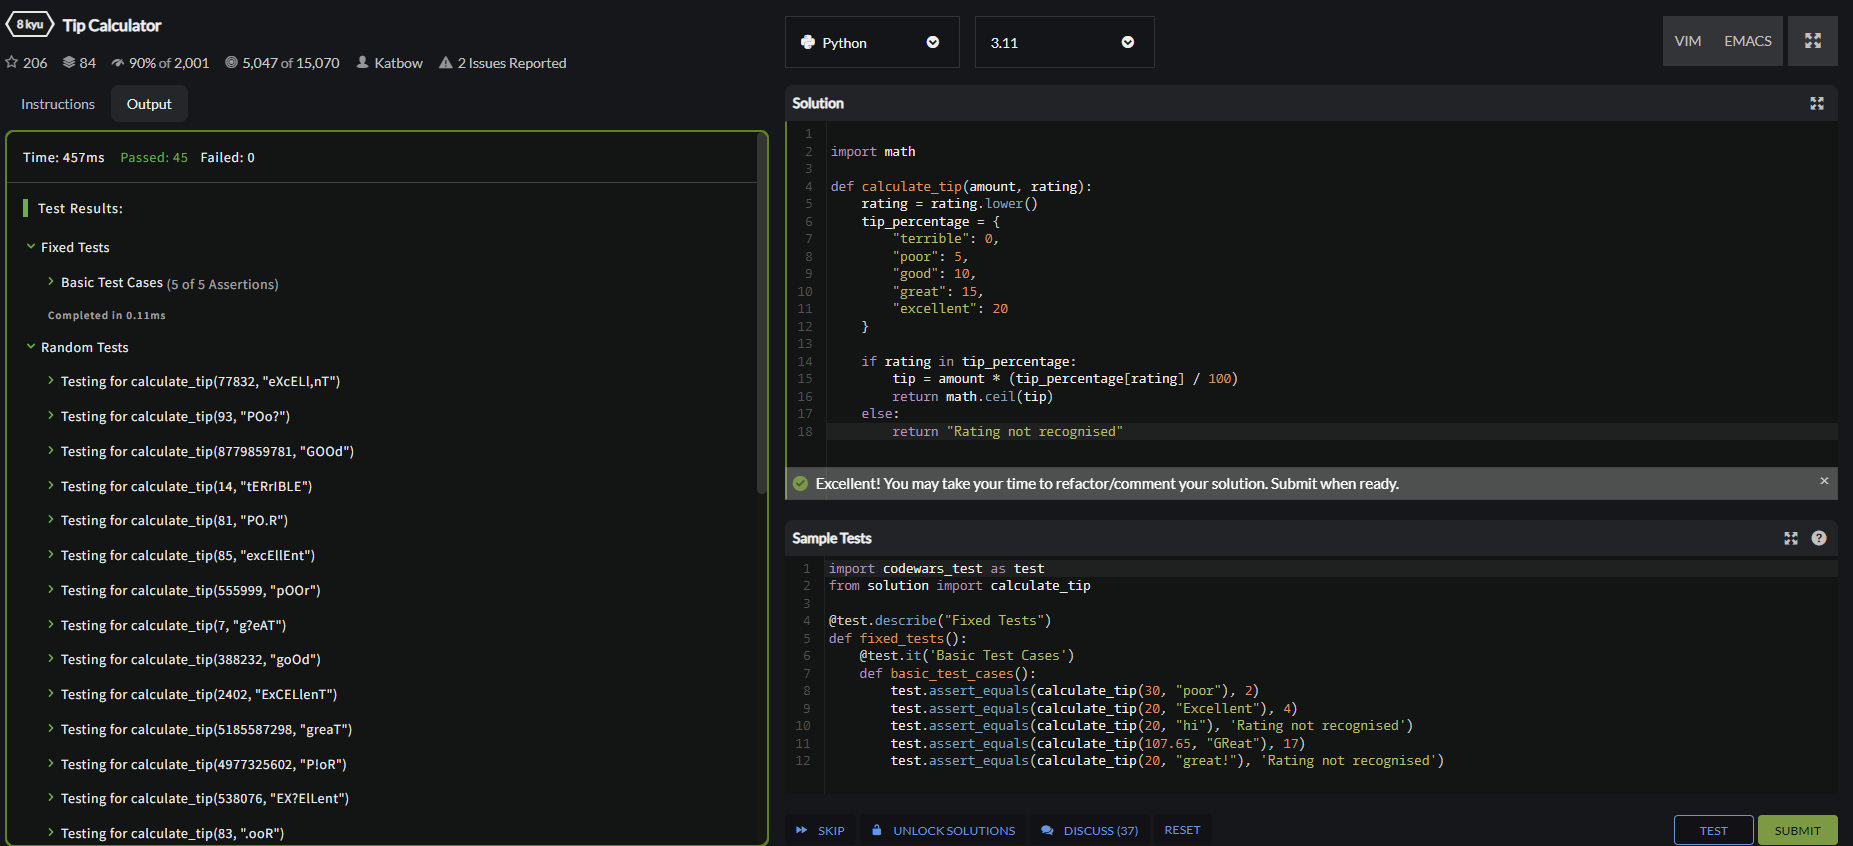 8 kyu Tip Calculator
206 84 90% of 2,001 5,047 of 15,070 Katbow 2 Issues Reported
Instructions Output
Time: 457ms Passed: 45 Failed: 0
Test Results:
Fixed Tests
Basic Test Cases (5 of 5 Assertions)
Completed in 0.11ms
Random Tests
Testing for calculate_tip(77832, "eXcELl,nT")
Testing for calculate_tip(93, "POo?")
Testing for calculate_tip(8779859781, "GOOd")
Testing for calculate_tip(14, "tERrIBLE")
Testing for calculate_tip(81, "PO.R")
Testing for calculate_tip(85, "excEllEnt")
Testing for calculate_tip(555999, "pOOr")
Testing for calculate_tip(7, "g?eAT")
Testing for calculate_tip(388232, "goOd")
Testing for calculate_tip(2402, "ExCELlenT")
Testing for calculate_tip(5185587298, "greaT")
Testing for calculate_tip(4977325602, "P!oR")
Testing for calculate_tip(538076, "EX?ElLent")
Testing for calculate_tip(83, ".ooR")
Python 3.11 VIM EMACS
Solution
1
2 import math
3
4 def calculate_tip(amount, rating):
5 rating = rating.lower()
6 tip_percentage = {
7 "terrible": 0,
8 "poor": 5,
9 "good": 10,
10 "great": 15,
11 "excellent": 20
12 }
13
14 if rating in tip_percentage:
15 tip = amount * (tip_percentage[rating] / 100)
16 return math.ceil(tip)
17 else:
18 return "Rating not recognised"
Excellent! You may take your time to refactor/comment your solution. Submit when ready. ×
Sample Tests ?
1 import codewars_test as test
2 from solution import calculate_tip
3
4 @test.describe("Fixed Tests")
5 def fixed_tests():
6 @test.it('Basic Test Cases')
7 def basic_test_cases():
8 test.assert_equals(calculate_tip(30, "poor"), 2)
9 test.assert_equals(calculate_tip(20, "Excellent"), 4)
10 test.assert_equals(calculate_tip(20, "hi"), 'Rating not recognised')
11 test.assert_equals(calculate_tip(107.65, "GReat"), 17)
12 test.assert_equals(calculate_tip(20, "great!"), 'Rating not recognised')
SKIP UNLOCK SOLUTIONS DISCUSS (37) RESET TEST SUBMIT